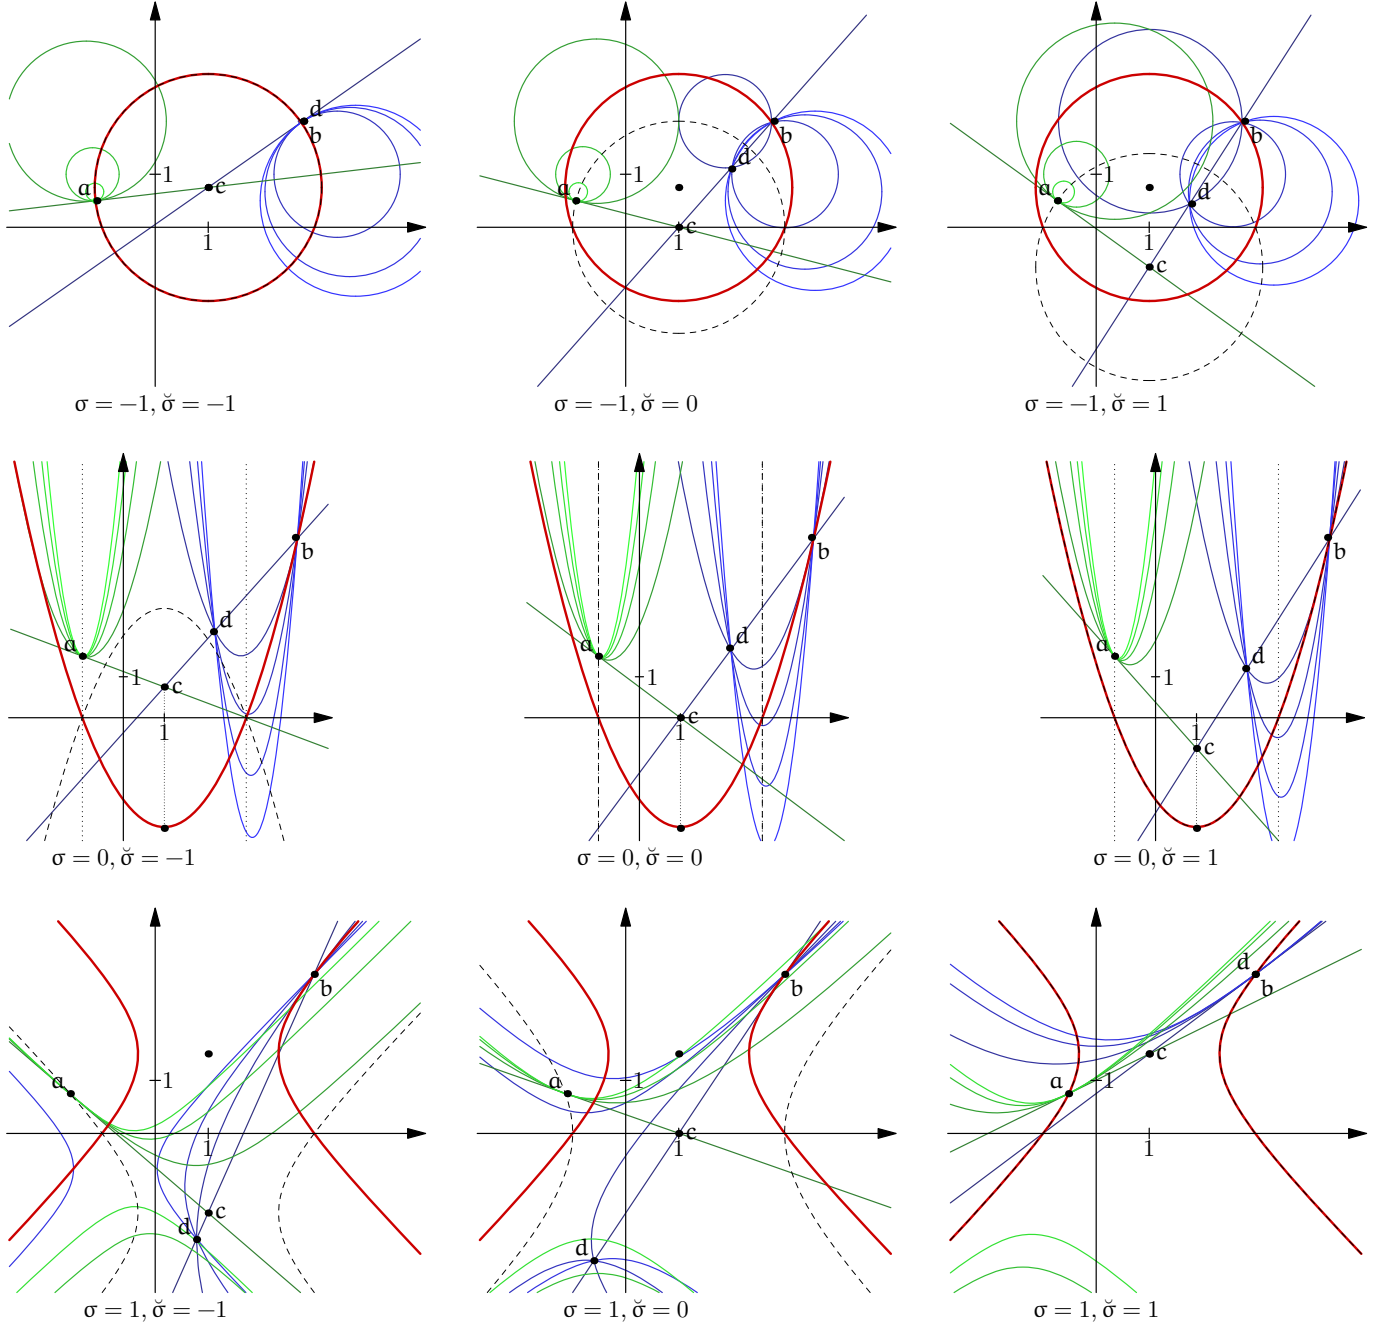 d
b
a
c
1
1
σ = −1, σ̆ = −1
b
d
a
c
1
1
σ = −1, σ̆ = 0
b
d
a
c
1
1
σ = −1, σ̆ = 1
b
d
a
c
1
1
σ = 0, σ̆ = −1
b
d
a
c
1
1
σ = 0, σ̆ = 0
b
d
a
c
1
1
σ = 0, σ̆ = 1
b
a
1
1
c
d
σ = 1, σ̆ = −1
b
a
1
c
1
d
σ = 1, σ̆ = 0
d
b
a
c
1
1
σ = 1, σ̆ = 1